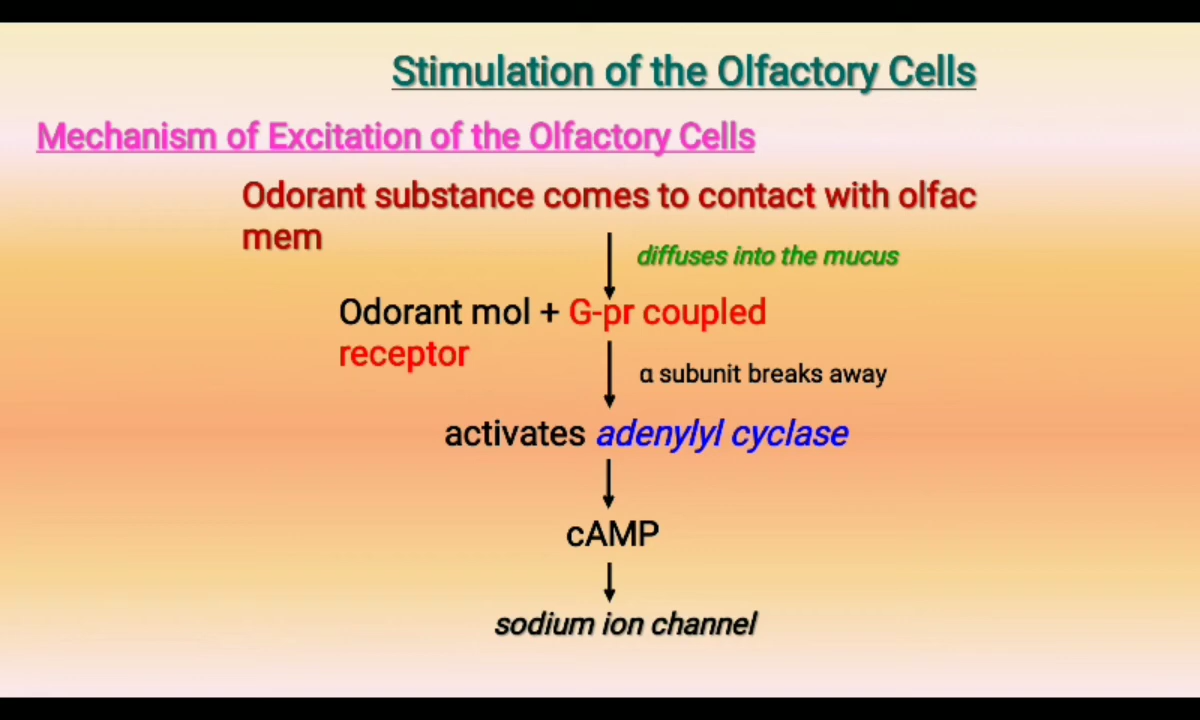 Stimulation of the Olfactory Cells
Mechanism of Excitation of the Olfactory Cells
Odorant substance comes to contact with olfac
mem
diffuses into the mucus
Odorant mol + G-pr coupled
receptor
α subunit breaks away
activates adenylyl cyclase
cAMP
sodium ion channel